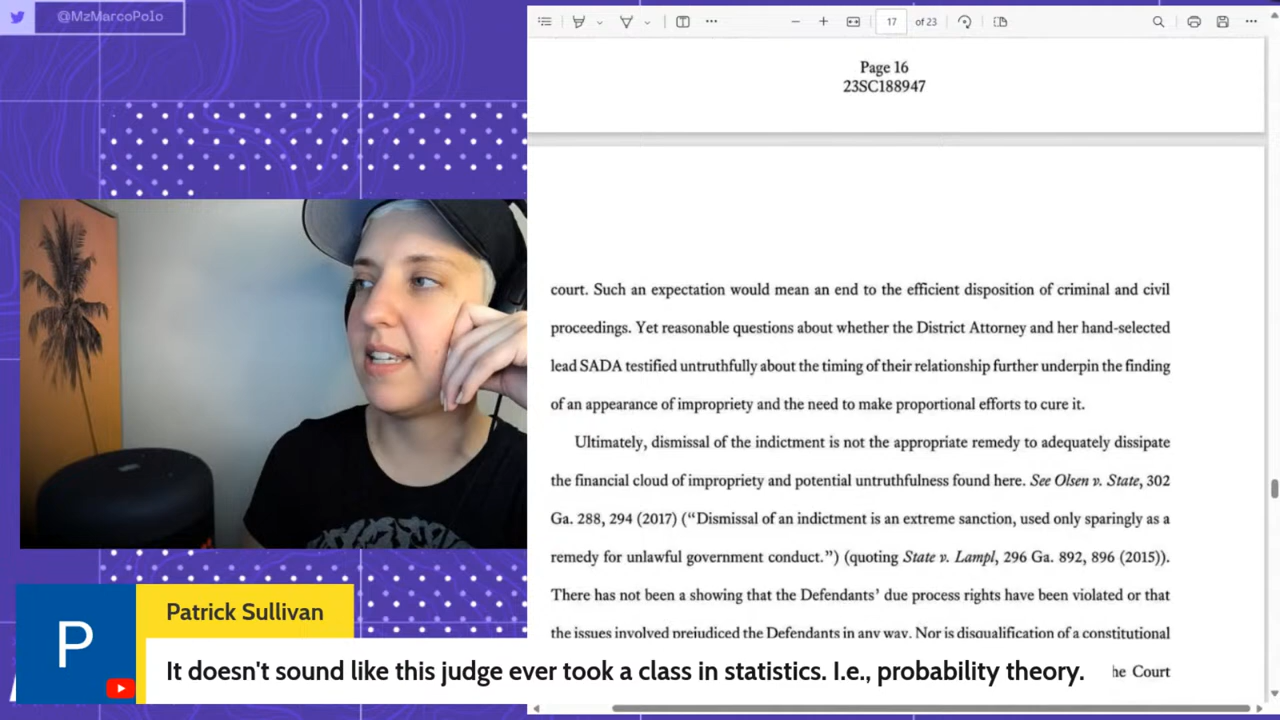 @MzMarcoPolo
17
of 23
Page 16
23SC188947
court. Such an expectation would mean an end to the efficient disposition of criminal and civil
proceedings. Yet reasonable questions about whether the District Attorney and her hand-selected
lead SADA testified untruthfully about the timing of their relationship further underpin the finding
of an appearance of impropriety and the need to make proportional efforts to cure it.
Ultimately, dismissal of the indictment is not the appropriate remedy to adequately dissipate
the financial cloud of impropriety and potential untruthfulness found here. See Olsen v. State, 302
Ga. 288, 294 (2017) (“Dismissal of an indictment is an extreme sanction, used only sparingly as a
remedy for unlawful government conduct.”) (quoting State v. Lampl, 296 Ga. 892, 896 (2015)).
There has not been a showing that the Defendants’ due process rights have been violated or that
the issues involved prejudiced the Defendants in any way. Nor is disqualification of a constitutional
he Court
P
Patrick Sullivan
It doesn't sound like this judge ever took a class in statistics. I.e., probability theory.